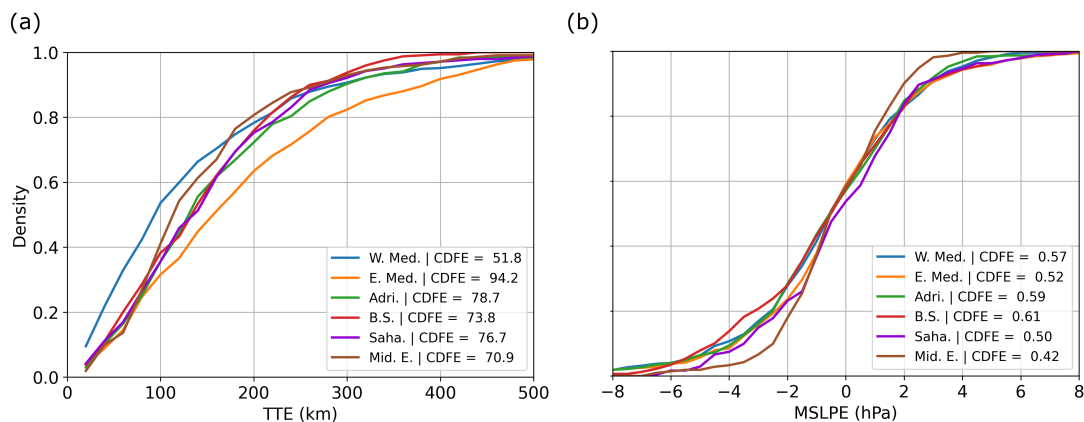 (a)
1.0
0.8
0.6
0.4
0.2
0.0
Density
0
100
200
300
400
500
TTE (km)
W. Med. | CDFE = 51.8
E. Med. | CDFE = 94.2
Adri. | CDFE = 78.7
B.S. | CDFE = 73.8
Saha. | CDFE = 76.7
Mid. E. | CDFE = 70.9
(b)
W. Med. | CDFE = 0.57
E. Med. | CDFE = 0.52
Adri. | CDFE = 0.59
B.S. | CDFE = 0.61
Saha. | CDFE = 0.50
Mid. E. | CDFE = 0.42
−8
−6
−4
−2
0
2
4
6
8
MSLPE (hPa)